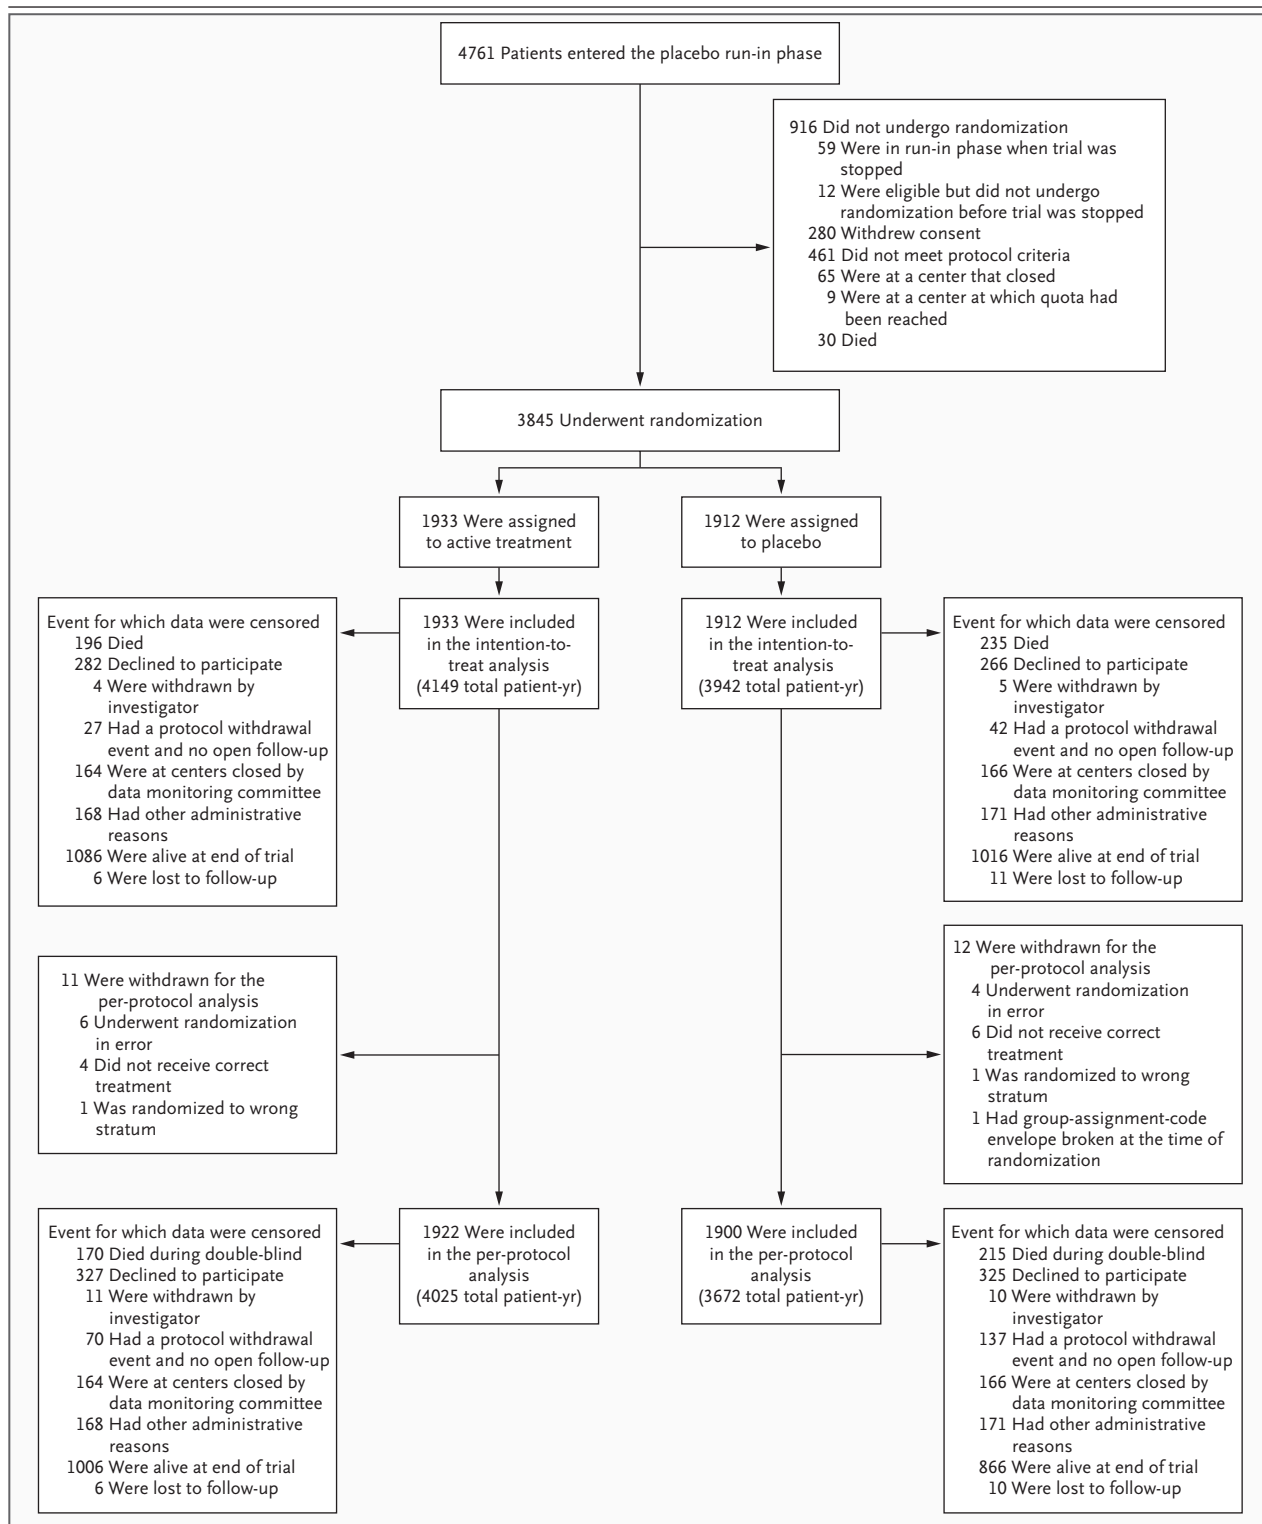 4761 Patients entered the placebo run-in phase
916 Did not undergo randomization
59 Were in run-in phase when trial was
stopped
12 Were eligible but did not undergo
randomization before trial was stopped
280 Withdrew consent
461 Did not meet protocol criteria
65 Were at a center that closed
9 Were at a center at which quota had
been reached
30 Died
3845 Underwent randomization
1933 Were assigned
to active treatment
1912 Were assigned
to placebo
Event for which data were censored
196 Died
282 Declined to participate
4 Were withdrawn by
investigator
27 Had a protocol withdrawal
event and no open follow-up
164 Were at centers closed by
data monitoring committee
168 Had other administrative
reasons
1086 Were alive at end of trial
6 Were lost to follow-up
1933 Were included
in the intention-to-
treat analysis
(4149 total patient-yr)
1912 Were included
in the intention-to-
treat analysis
(3942 total patient-yr)
Event for which data were censored
235 Died
266 Declined to participate
5 Were withdrawn by
investigator
42 Had a protocol withdrawal
event and no open follow-up
166 Were at centers closed by
data monitoring committee
171 Had other administrative
reasons
1016 Were alive at end of trial
11 Were lost to follow-up
11 Were withdrawn for the
per-protocol analysis
6 Underwent randomization
in error
4 Did not receive correct
treatment
1 Was randomized to wrong
stratum
12 Were withdrawn for the
per-protocol analysis
4 Underwent randomization
in error
6 Did not receive correct
treatment
1 Was randomized to wrong
stratum
1 Had group-assignment-code
envelope broken at the time of
randomization
Event for which data were censored
170 Died during double-blind
327 Declined to participate
11 Were withdrawn by
investigator
70 Had a protocol withdrawal
event and no open follow-up
164 Were at centers closed by
data monitoring committee
168 Had other administrative
reasons
1006 Were alive at end of trial
6 Were lost to follow-up
1922 Were included
in the per-protocol
analysis
(4025 total patient-yr)
1900 Were included
in the per-protocol
analysis
(3672 total patient-yr)
Event for which data were censored
215 Died during double-blind
325 Declined to participate
10 Were withdrawn by
investigator
137 Had a protocol withdrawal
event and no open follow-up
166 Were at centers closed by
data monitoring committee
171 Had other administrative
reasons
866 Were alive at end of trial
10 Were lost to follow-up